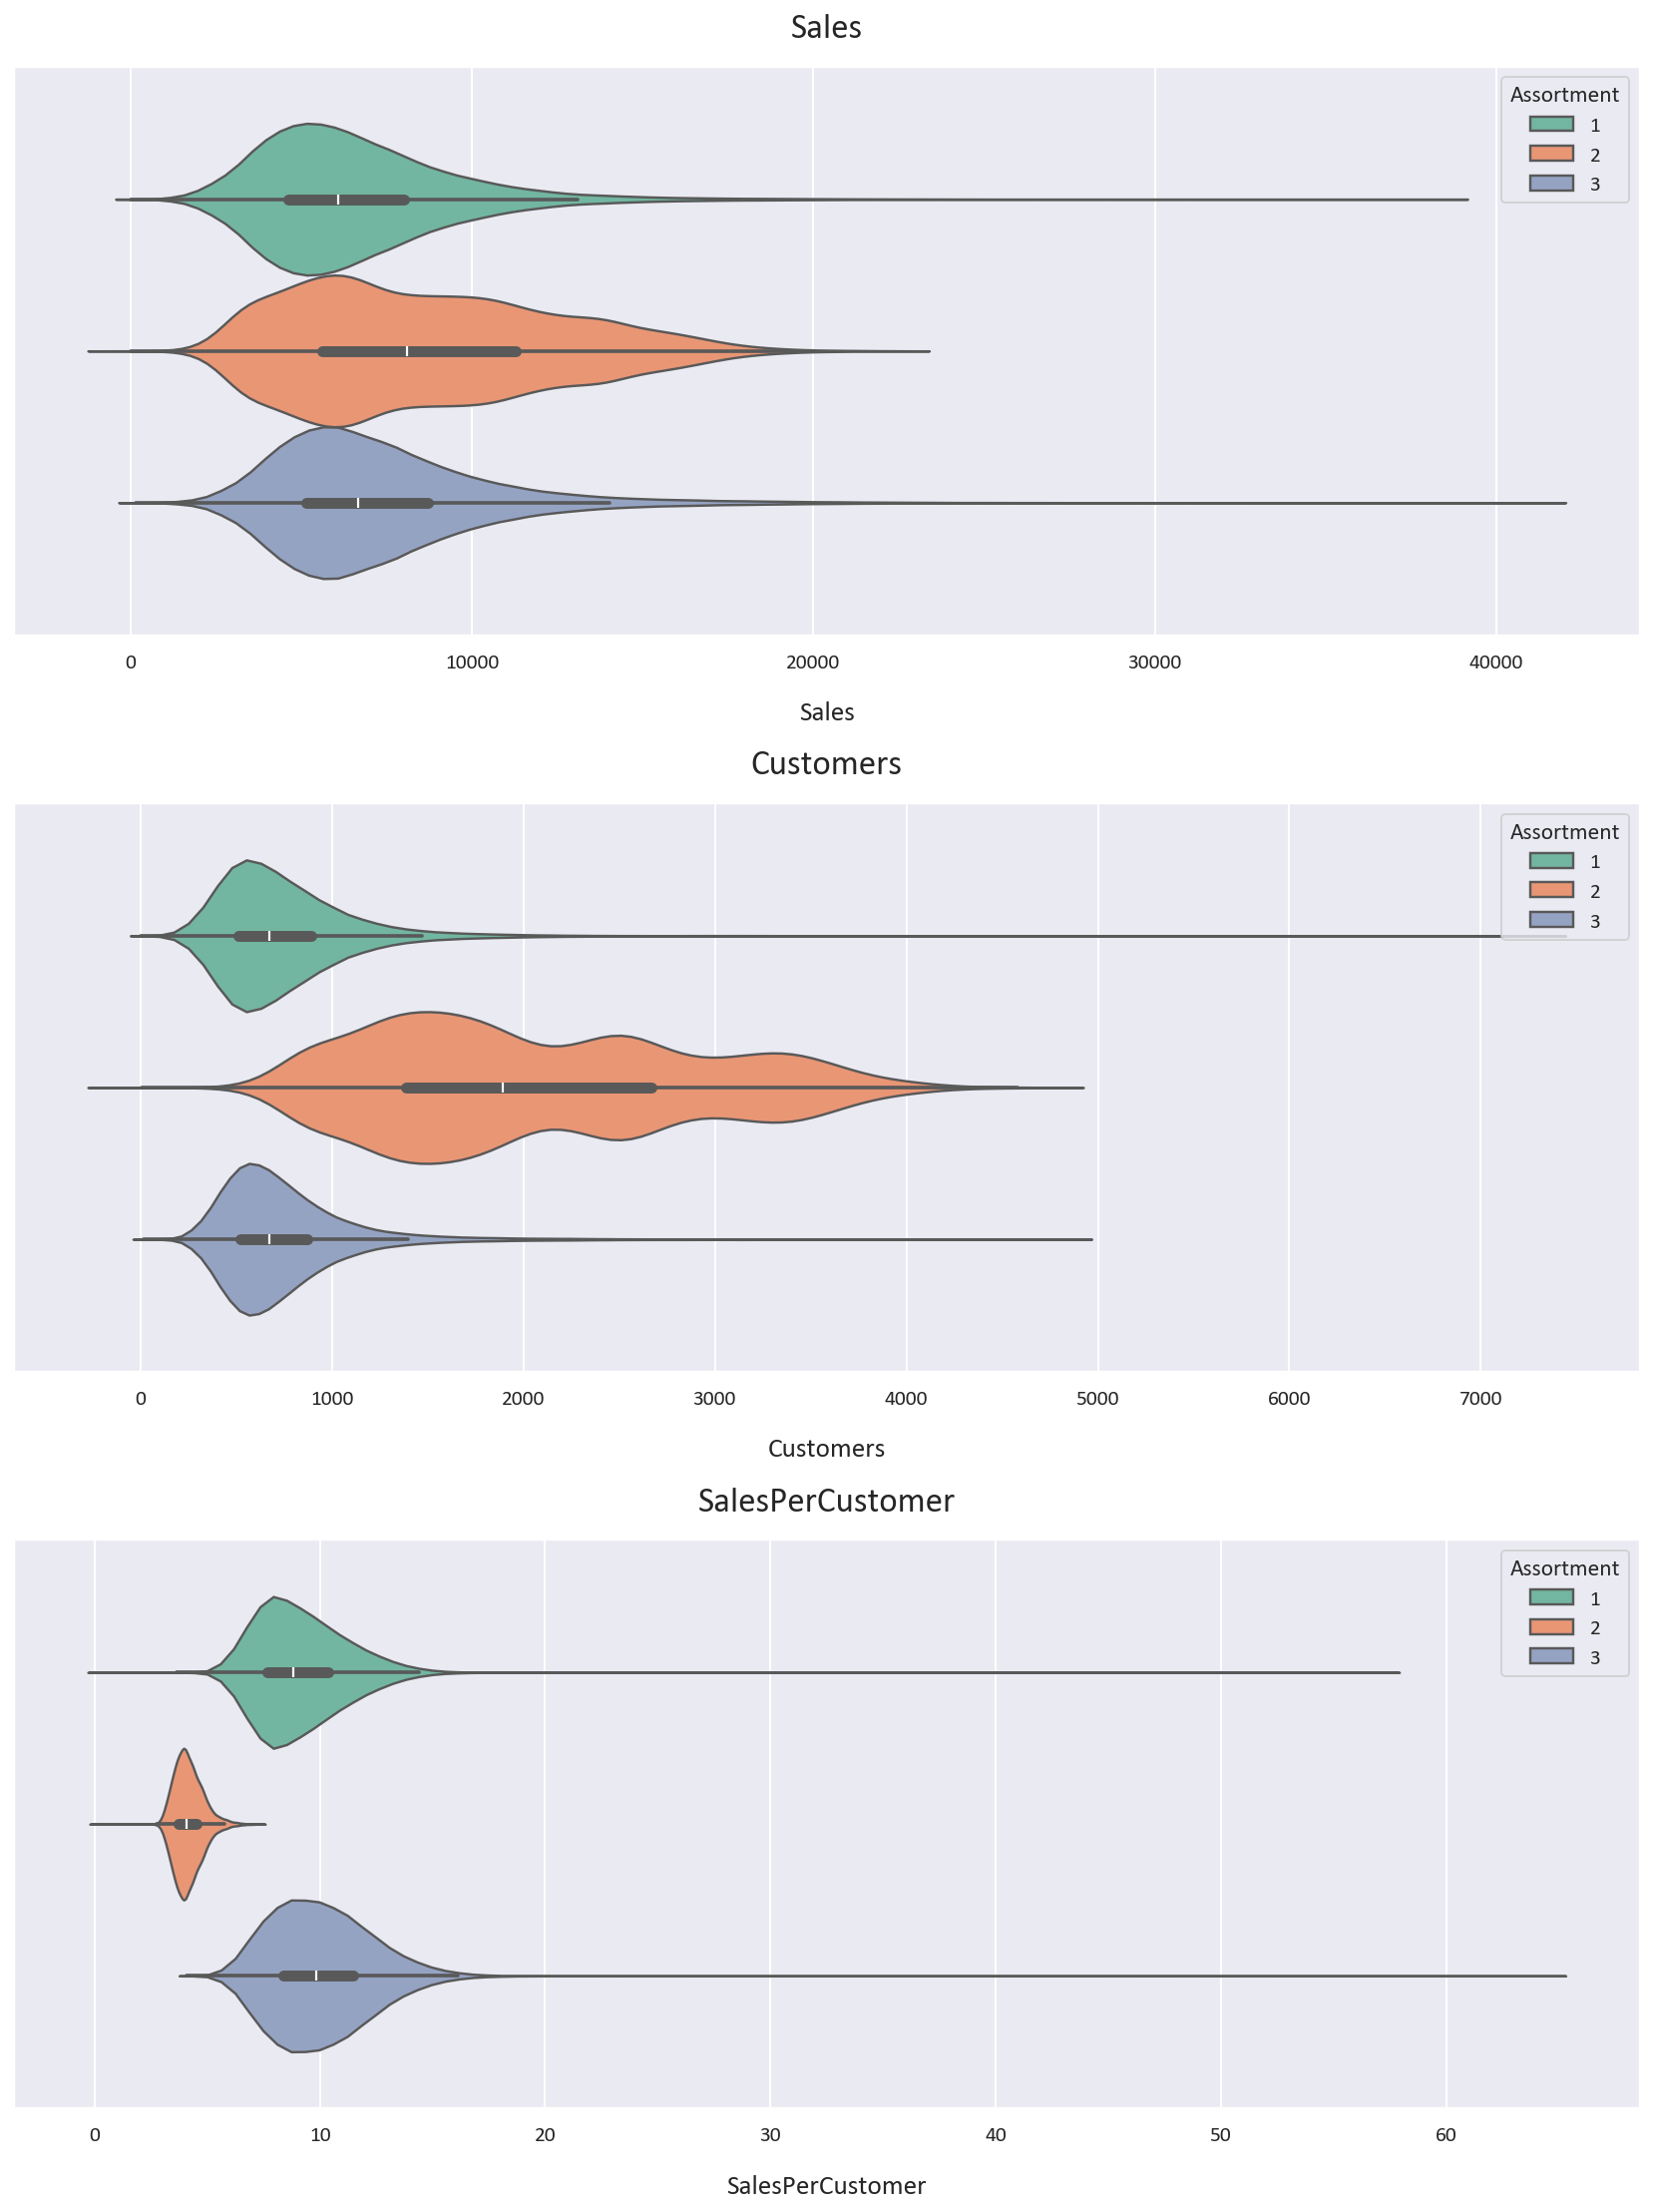 Sales
Assortment
1
2
3
0 10000 20000 30000 40000
Sales
Customers
Assortment
1
2
3
0 1000 2000 3000 4000 5000 6000 7000
Customers
SalesPerCustomer
Assortment
1
2
3
0 10 20 30 40 50 60
SalesPerCustomer